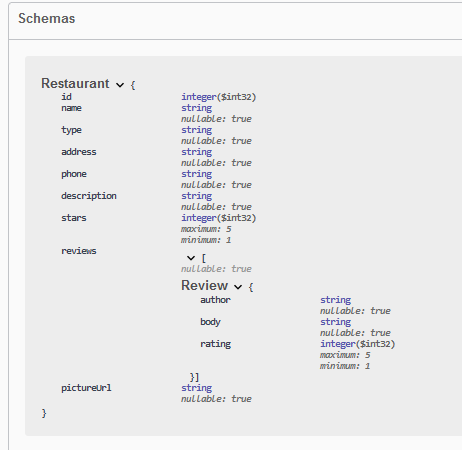 Schemas
Restaurant {
id integer($int32)
name string
nullable: true
type string
nullable: true
address string
nullable: true
phone string
nullable: true
description string
nullable: true
stars integer($int32)
maximum: 5
minimum: 1
reviews [
nullable: true
Review {
author string
nullable: true
body string
nullable: true
rating integer($int32)
maximum: 5
minimum: 1
}]
pictureUrl string
nullable: true
}